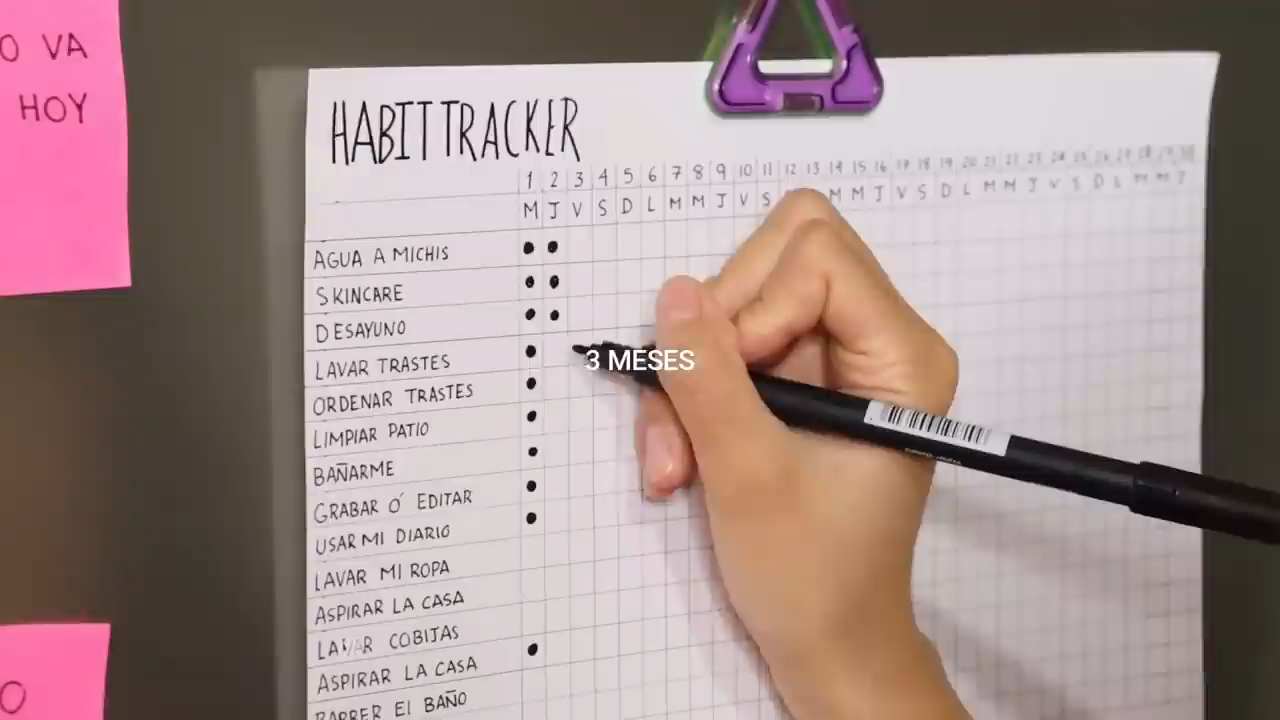 O VA
HOY
HABIT TRACKER
1 2 3 4 5 6 7 8 9 10 11 12 13 14 15 16 17 18 19 20 21 22 23 24 25 26 27 28 29 30
M J V S D L M M J V S M M J V S D L M M J V S D L M M J
AGUA A MICHIS
SKINCARE
DESAYUNO
LAVAR TRASTES
3 MESES
ORDENAR TRASTES
LIMPIAR PATIO
BAÑARME
GRABAR Ó EDITAR
USAR MI DIARIO
LAVAR MI ROPA
ASPIRAR LA CASA
LAVAR COBIJAS
ASPIRAR LA CASA
BARRER El BAÑO
O